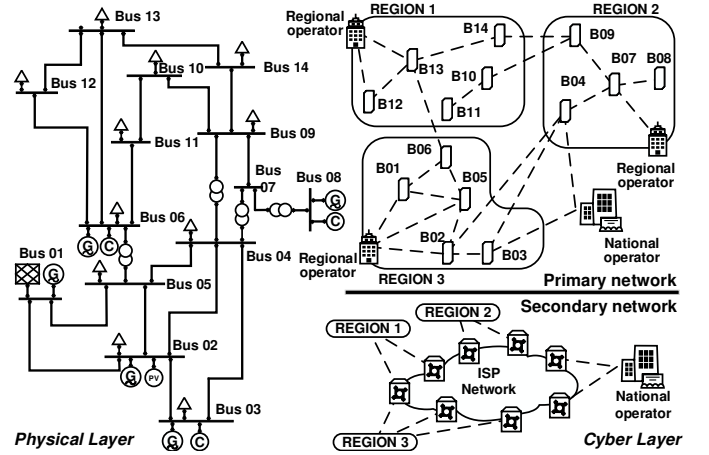 Bus 13
Bus 10
Bus 14
Bus 12
Bus 11
Bus 09
Bus
07
Bus 08
G
C
Bus 06
G
C
Bus 01
G
Bus 04
Bus 05
Bus 02
G
PV
Bus 03
G
C
Physical Layer
Regional
operator
REGION 1
B14
B13
B10
B12
B11
REGION 2
B09
B07
B08
B04
Regional
operator
B06
B01
B05
B02
B03
Regional
operator
REGION 3
National
operator
Primary network
Secondary network
REGION 1
REGION 2
ISP
Network
National
operator
REGION 3
Cyber Layer